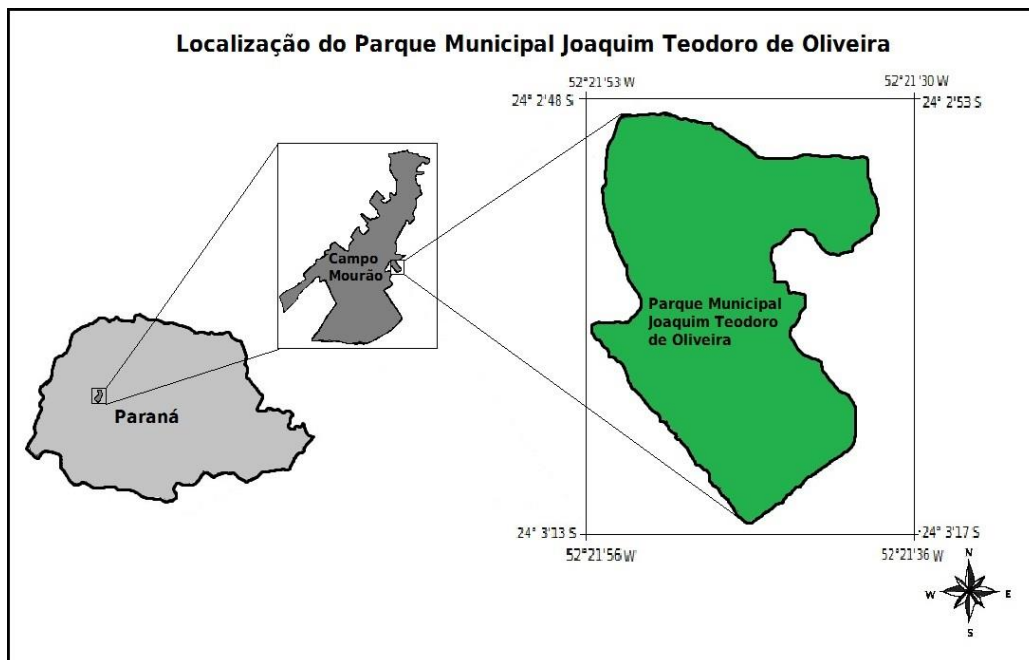 Localização do Parque Municipal Joaquim Teodoro de Oliveira
52°21'53 W
52°21'30 W
24° 2'48 S
24° 2'53 S
Campo
Mourão
Parque Municipal
Joaquim Teodoro
de Oliveira
Paraná
24° 3'13 S
24° 3'17 S
52°21'56 W
52°21'36 W
N
W
E
S